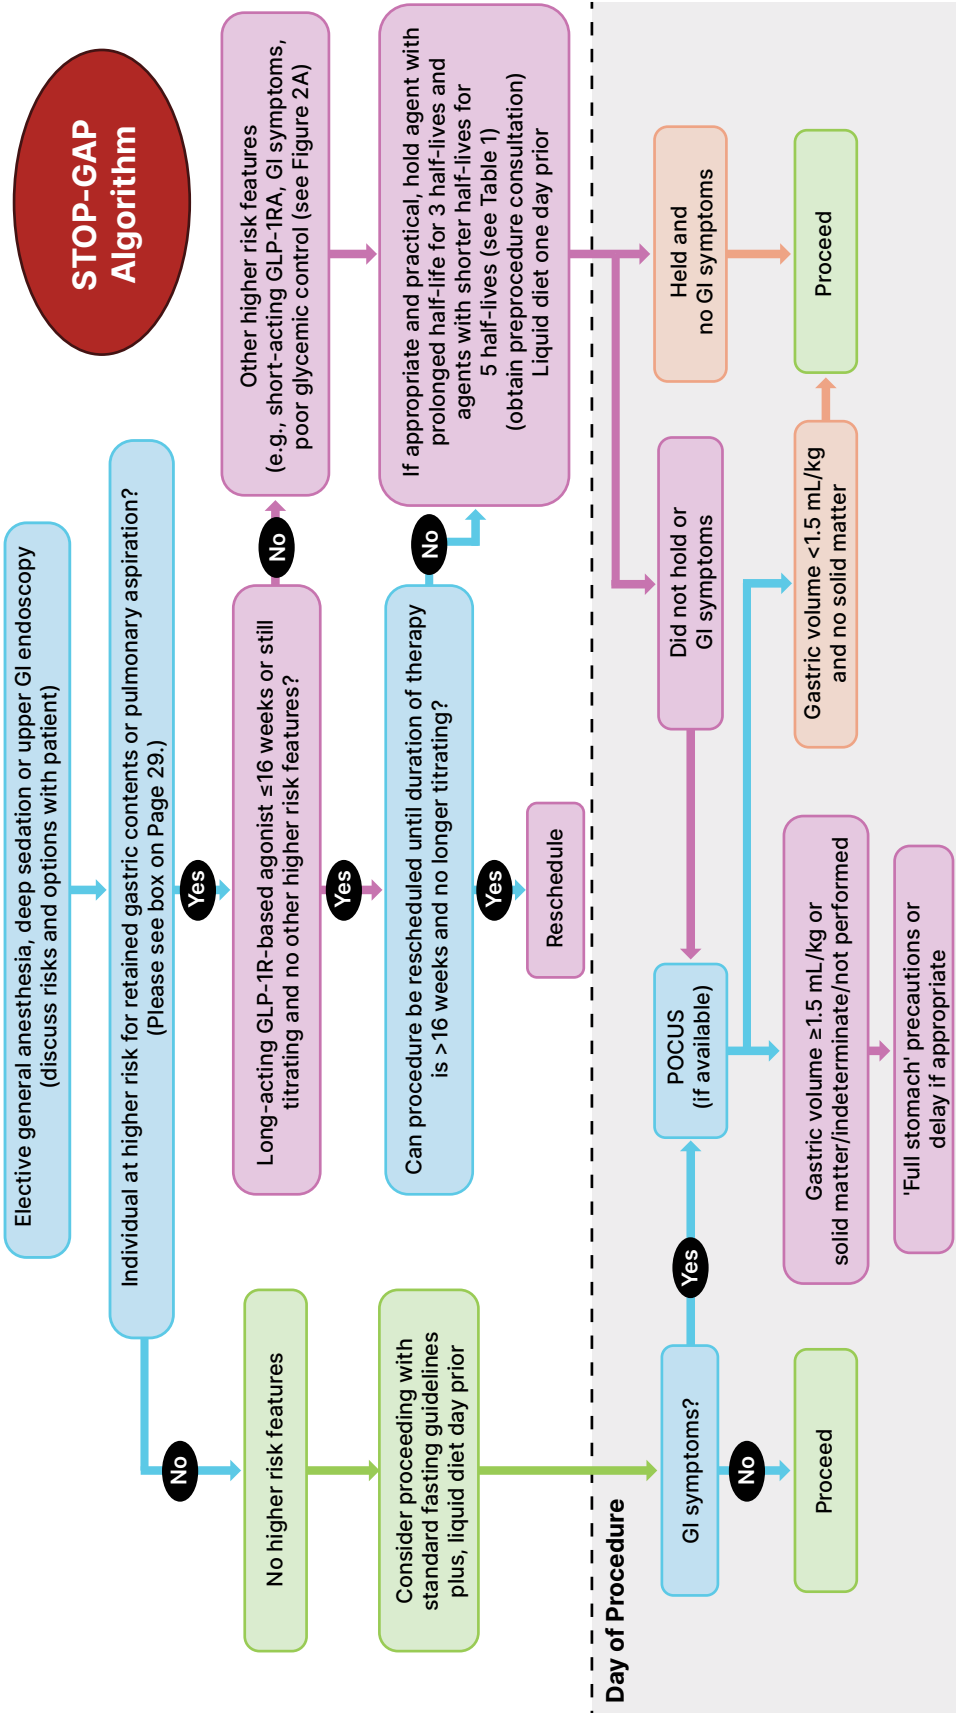 STOP-GAP
Algorithm
Elective general anesthesia, deep sedation or upper GI endoscopy
(discuss risks and options with patient)
Individual at higher risk for retained gastric contents or pulmonary aspiration?
(Please see box on Page 29.)
No
Yes
No higher risk features
Long-acting GLP-1R-based agonist ≤16 weeks or still
titrating and no other higher risk features?
No
Other higher risk features
(e.g., short-acting GLP-1RA, GI symptoms,
poor glycemic control (see Figure 2A)
Yes
Consider proceeding with
standard fasting guidelines
plus, liquid diet day prior
Can procedure be rescheduled until duration of therapy
is >16 weeks and no longer titrating?
No
If appropriate and practical, hold agent with
prolonged half-life for 3 half-lives and
agents with shorter half-lives for
5 half-lives (see Table 1)
(obtain preprocedure consultation)
Liquid diet one day prior
Yes
Reschedule
Day of Procedure
GI symptoms?
Yes
POCUS
(if available)
Did not hold or
GI symptoms
Held and
no GI symptoms
No
Proceed
Gastric volume ≥1.5 mL/kg or
solid matter/indeterminate/not performed
Gastric volume <1.5 mL/kg
and no solid matter
Proceed
'Full stomach' precautions or
delay if appropriate